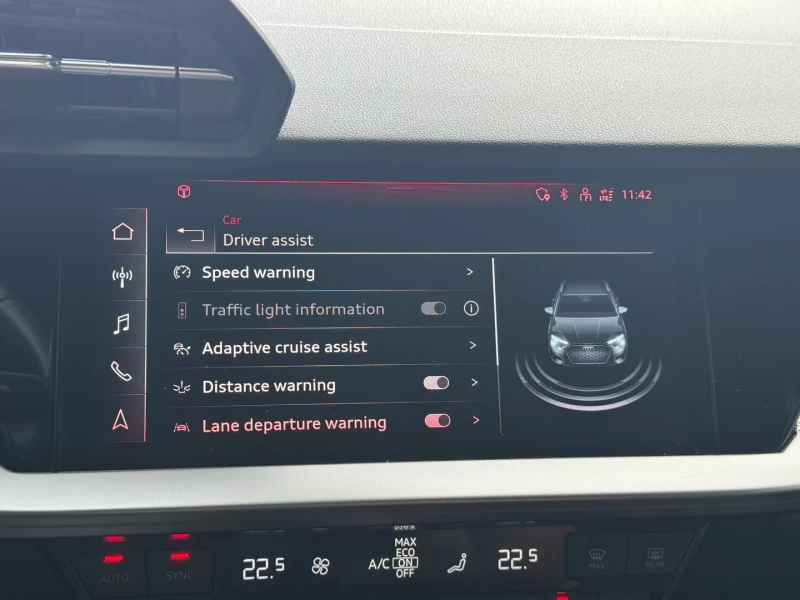 11:42
Car
Driver assist
Speed warning
Traffic light information
Adaptive cruise assist
Distance warning
Lane departure warning
AUTO
SYNC
22.5
A/C
MAX
ECO
ON
OFF
22.5
MAX
REAR